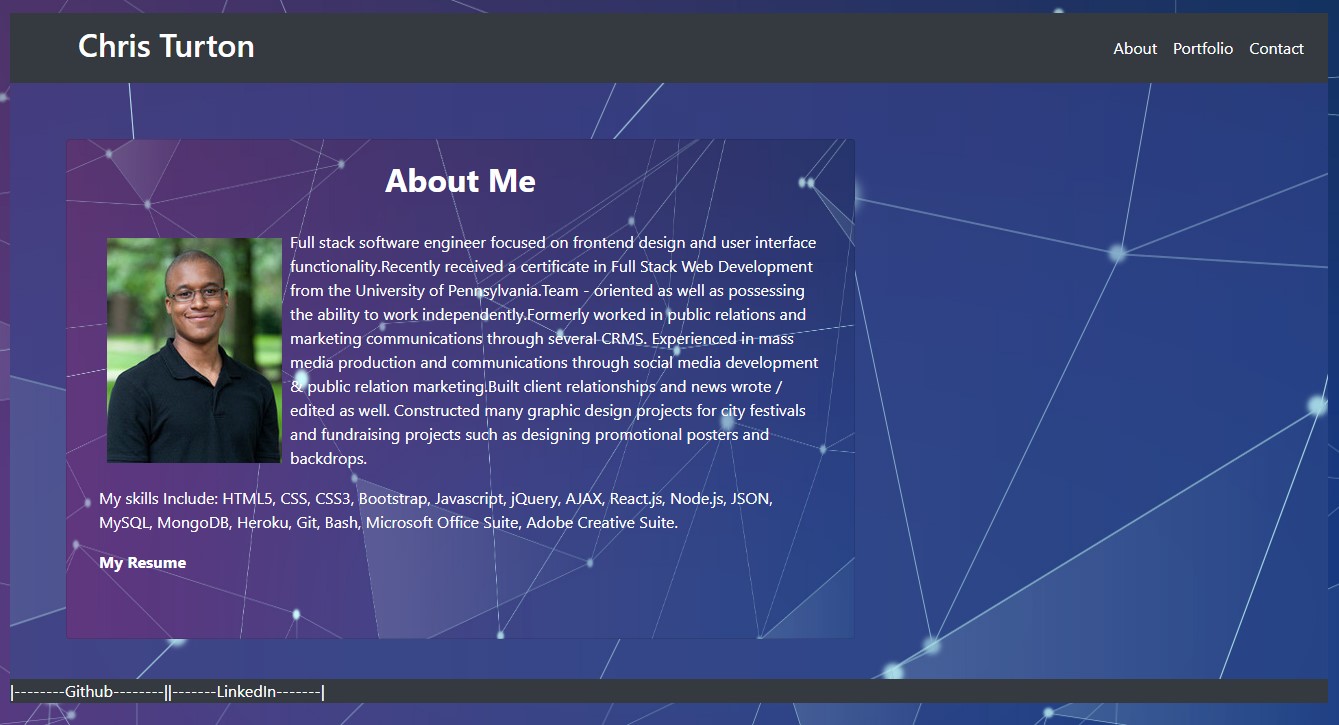 Chris Turton
About Portfolio Contact
About Me
Full stack software engineer focused on frontend design and user interface
functionality.Recently received a certificate in Full Stack Web Development
from the University of Pennsylvania.Team - oriented as well as possessing
the ability to work independently.Formerly worked in public relations and
marketing communications through several CRMS. Experienced in mass
media production and communications through social media development
& public relation marketing.Built client relationships and news wrote /
edited as well. Constructed many graphic design projects for city festivals
and fundraising projects such as designing promotional posters and
backdrops.
My skills Include: HTML5, CSS, CSS3, Bootstrap, Javascript, jQuery, AJAX, React.js, Node.js, JSON,
MySQL, MongoDB, Heroku, Git, Bash, Microsoft Office Suite, Adobe Creative Suite.
My Resume
|--------Github--------||-------LinkedIn-------|